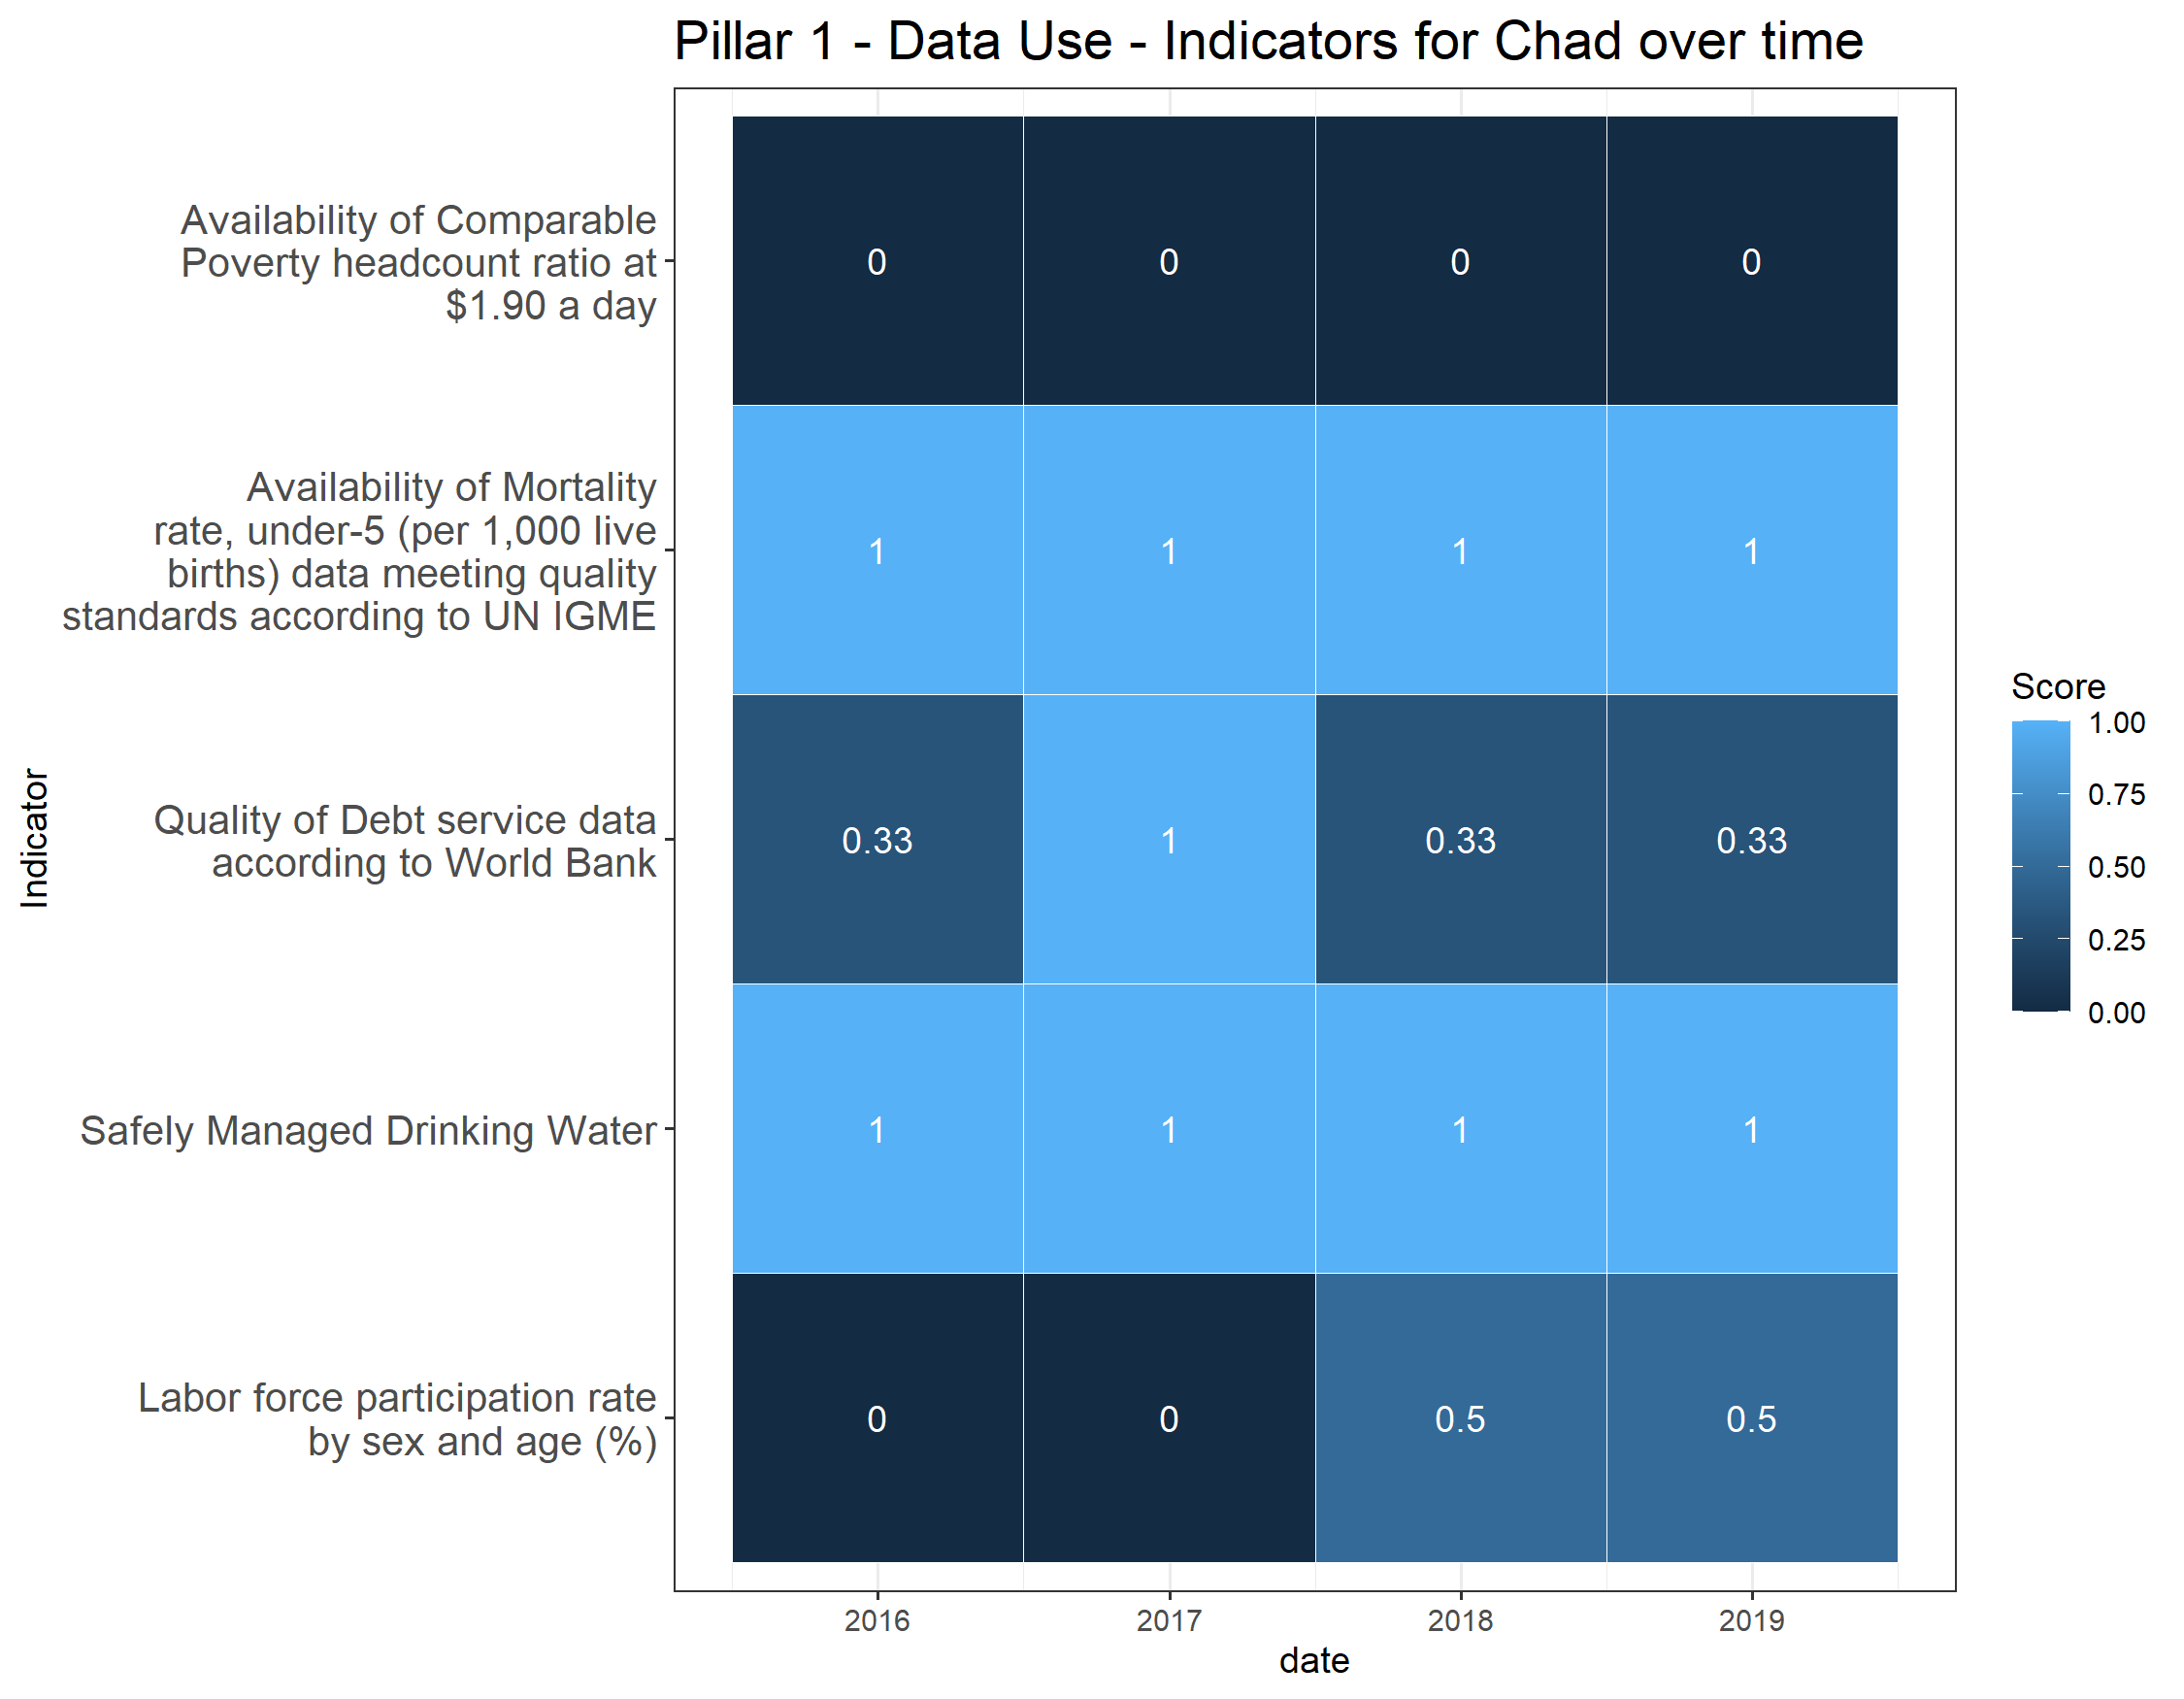 Pillar 1 - Data Use - Indicators for Chad over time
Indicator
Availability of Comparable
Poverty headcount ratio at
$1.90 a day
0 0 0 0
Availability of Mortality
rate, under-5 (per 1,000 live
births) data meeting quality
standards according to UN IGME
1 1 1 1
Quality of Debt service data
according to World Bank
0.33 1 0.33 0.33
Safely Managed Drinking Water
1 1 1 1
Labor force participation rate
by sex and age (%)
0 0 0.5 0.5
2016 2017 2018 2019
date
Score
1.00
0.75
0.50
0.25
0.00